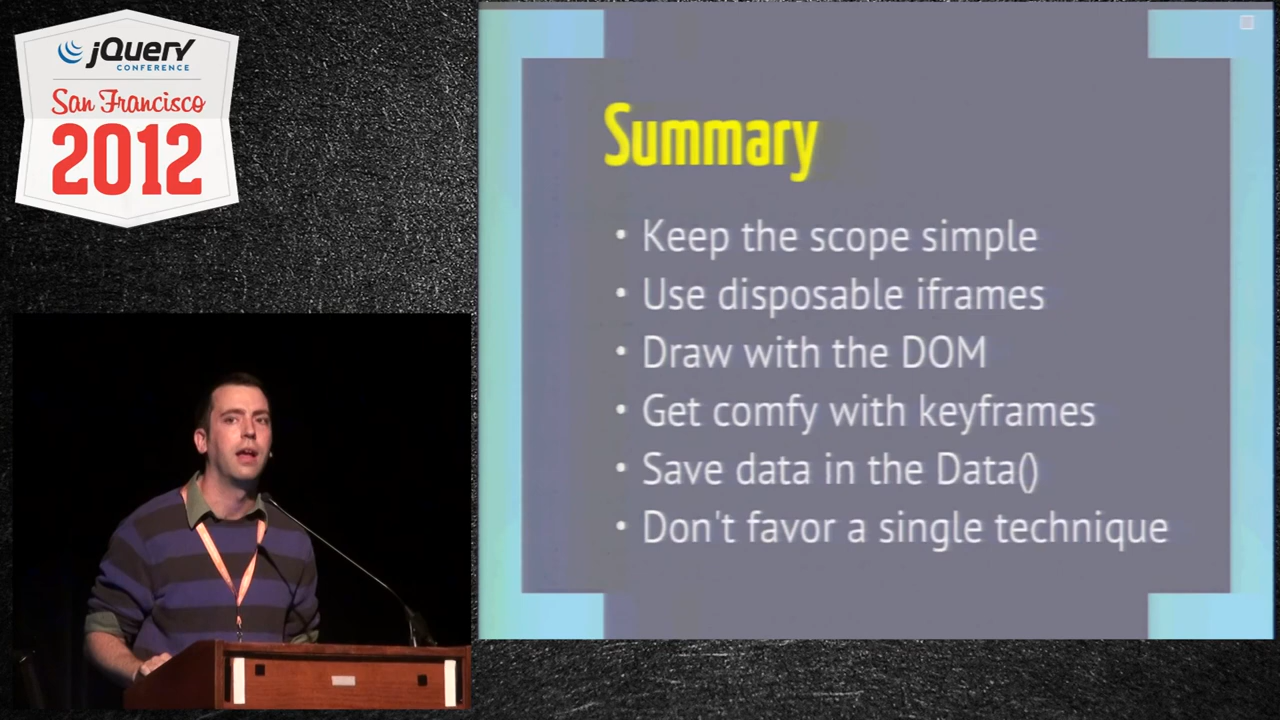 jQuery
CONFERENCE
San Francisco
2012
Summary
• Keep the scope simple
• Use disposable iframes
• Draw with the DOM
• Get comfy with keyframes
• Save data in the Data()
• Don't favor a single technique